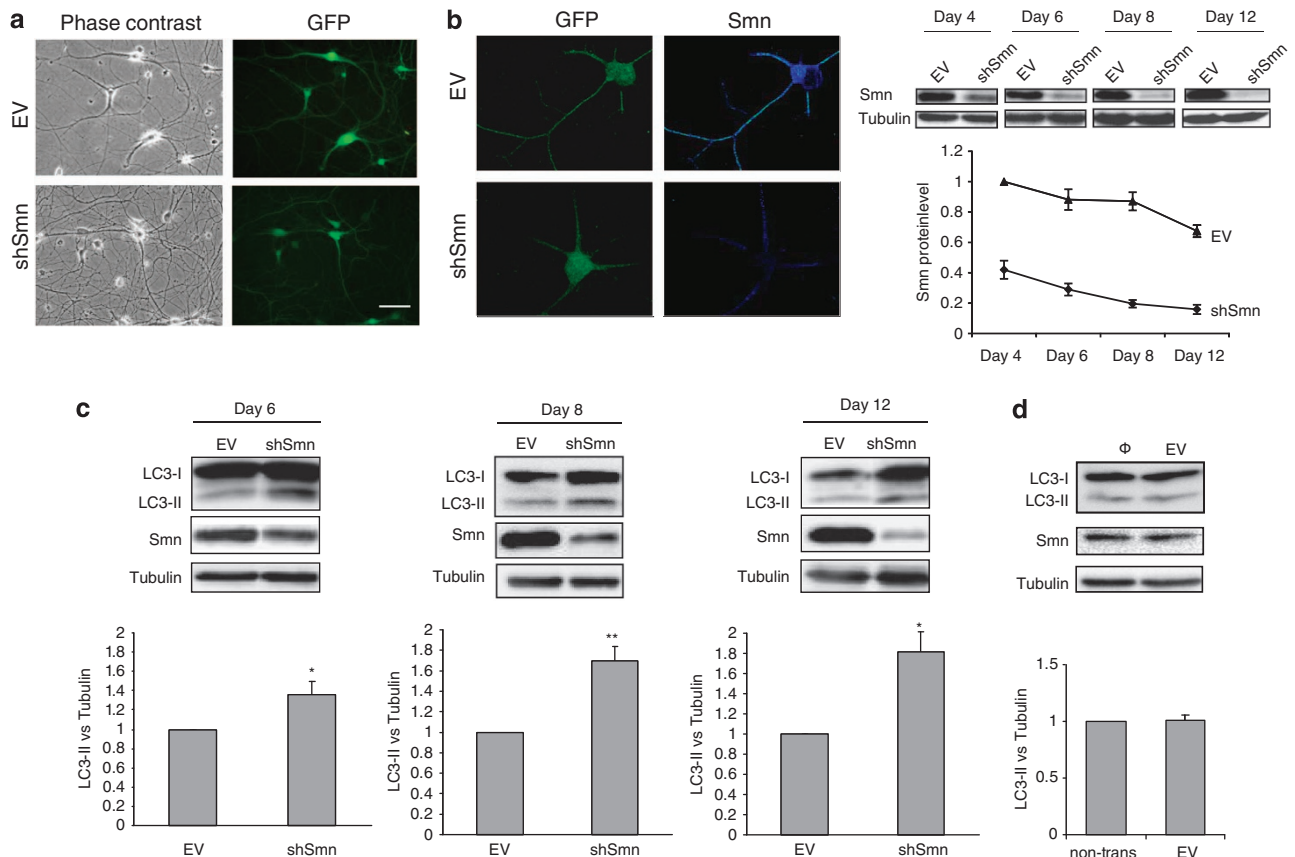 a
Phase contrast
GFP
EV
shSmn
b
GFP
Smn
EV
shSmn
Day 4
Day 6
Day 8
Day 12
EV
shSmn
EV
shSmn
EV
shSmn
EV
shSmn
Smn
Tubulin
Smn proteinlevel
1.2
1
0.8
0.6
0.4
0.2
0
EV
shSmn
Day 4
Day 6
Day 8
Day 12
c
Day 6
EV
shSmn
LC3-I
LC3-II
Smn
Tubulin
LC3-II vs Tubulin
2
1.8
1.6
1.4
1.2
1
0.8
0.6
0.4
0.2
0
*
EV
shSmn
Day 8
EV
shSmn
LC3-I
LC3-II
Smn
Tubulin
LC3-II vs Tubulin
2
1.8
1.6
1.4
1.2
1
0.8
0.6
0.4
0.2
0
**
EV
shSmn
Day 12
EV
shSmn
LC3-I
LC3-II
Smn
Tubulin
LC3-II vs Tubulin
2
1.8
1.6
1.4
1.2
1
0.8
0.6
0.4
0.2
0
*
EV
shSmn
d
Φ
EV
LC3-I
LC3-II
Smn
Tubulin
LC3-II vs Tubulin
1.5
1
0.5
0
non-trans
EV